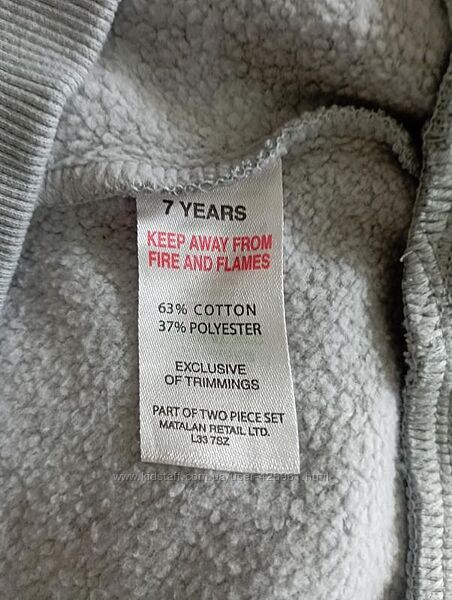 7 YEARS
KEEP AWAY FROM
FIRE AND FLAMES
63% COTTON
37% POLYESTER
EXCLUSIVE
OF TRIMMINGS
PART OF TWO PIECE SET
MATALAN RETAIL LTD.
L33 7SZ